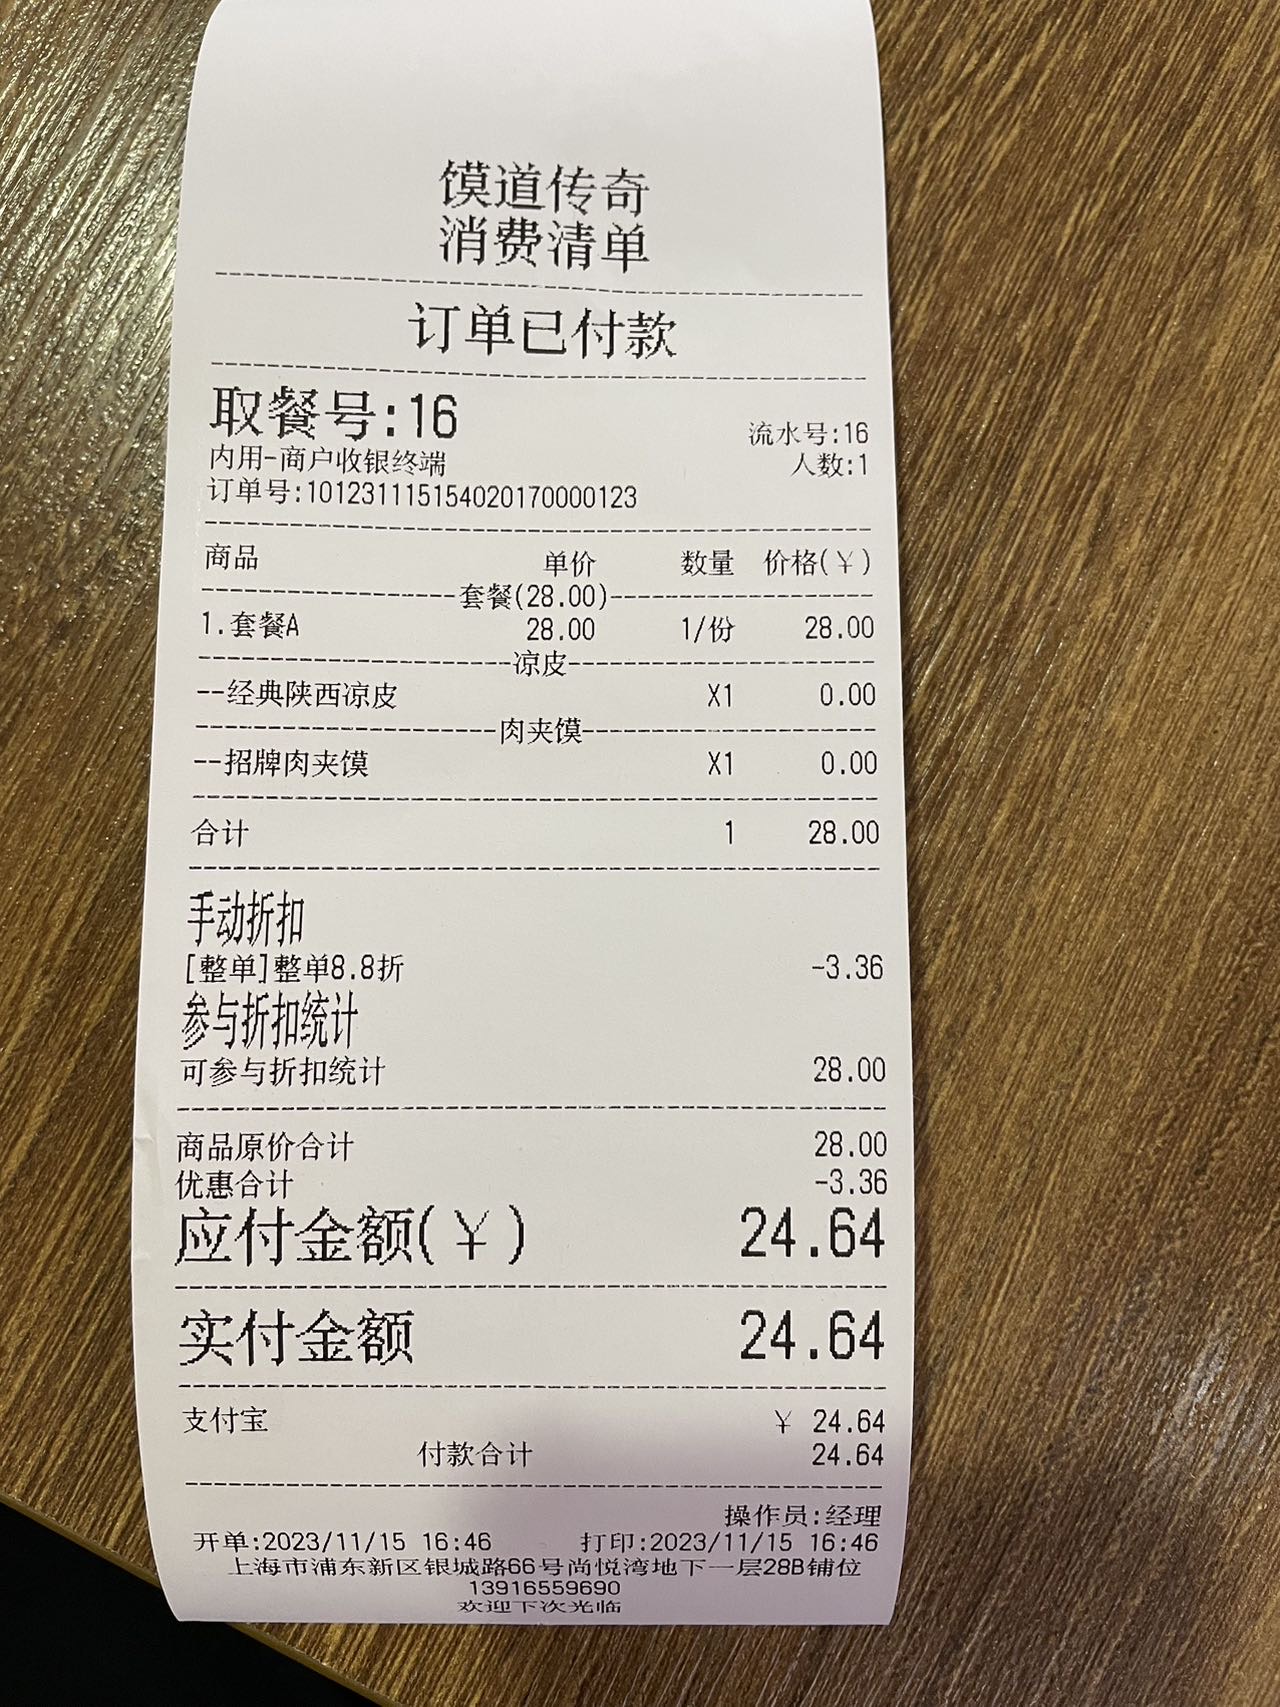 馍道传奇
消费清单
订单已付款
取餐号:16
流水号:16
内用-商户收银终端 人数:1
订单号:101231115154020170000123
商品 单价 数量 价格(￥)
套餐(28.00)
1.套餐A 28.00 1/份 28.00
凉皮
--经典陕西凉皮 X1 0.00
肉夹馍
--招牌肉夹馍 X1 0.00
合计 1 28.00
手动折扣
[整单]整单8.8折 -3.36
参与折扣统计
可参与折扣统计 28.00
商品原价合计 28.00
优惠合计 -3.36
应付金额(￥) 24.64
实付金额 24.64
支付宝 ￥ 24.64
付款合计 24.64
操作员:经理
开单:2023/11/15 16:46 打印:2023/11/15 16:46
上海市浦东新区银城路66号尚悦湾地下一层28B铺位
13916559690
欢迎下次光临